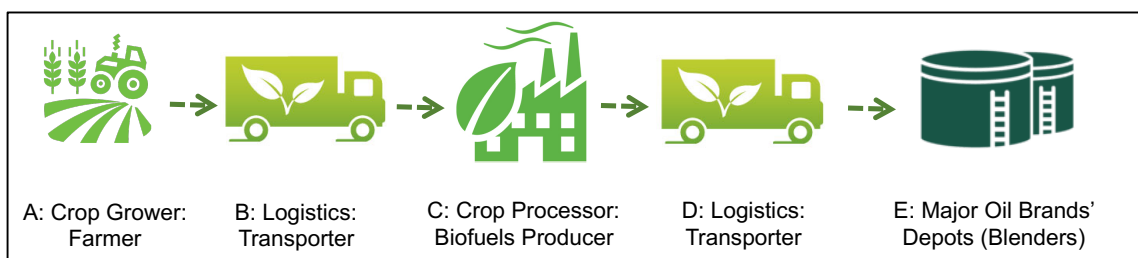 A: Crop Grower:
Farmer
B: Logistics:
Transporter
C: Crop Processor:
Biofuels Producer
D: Logistics:
Transporter
E: Major Oil Brands’
Depots (Blenders)